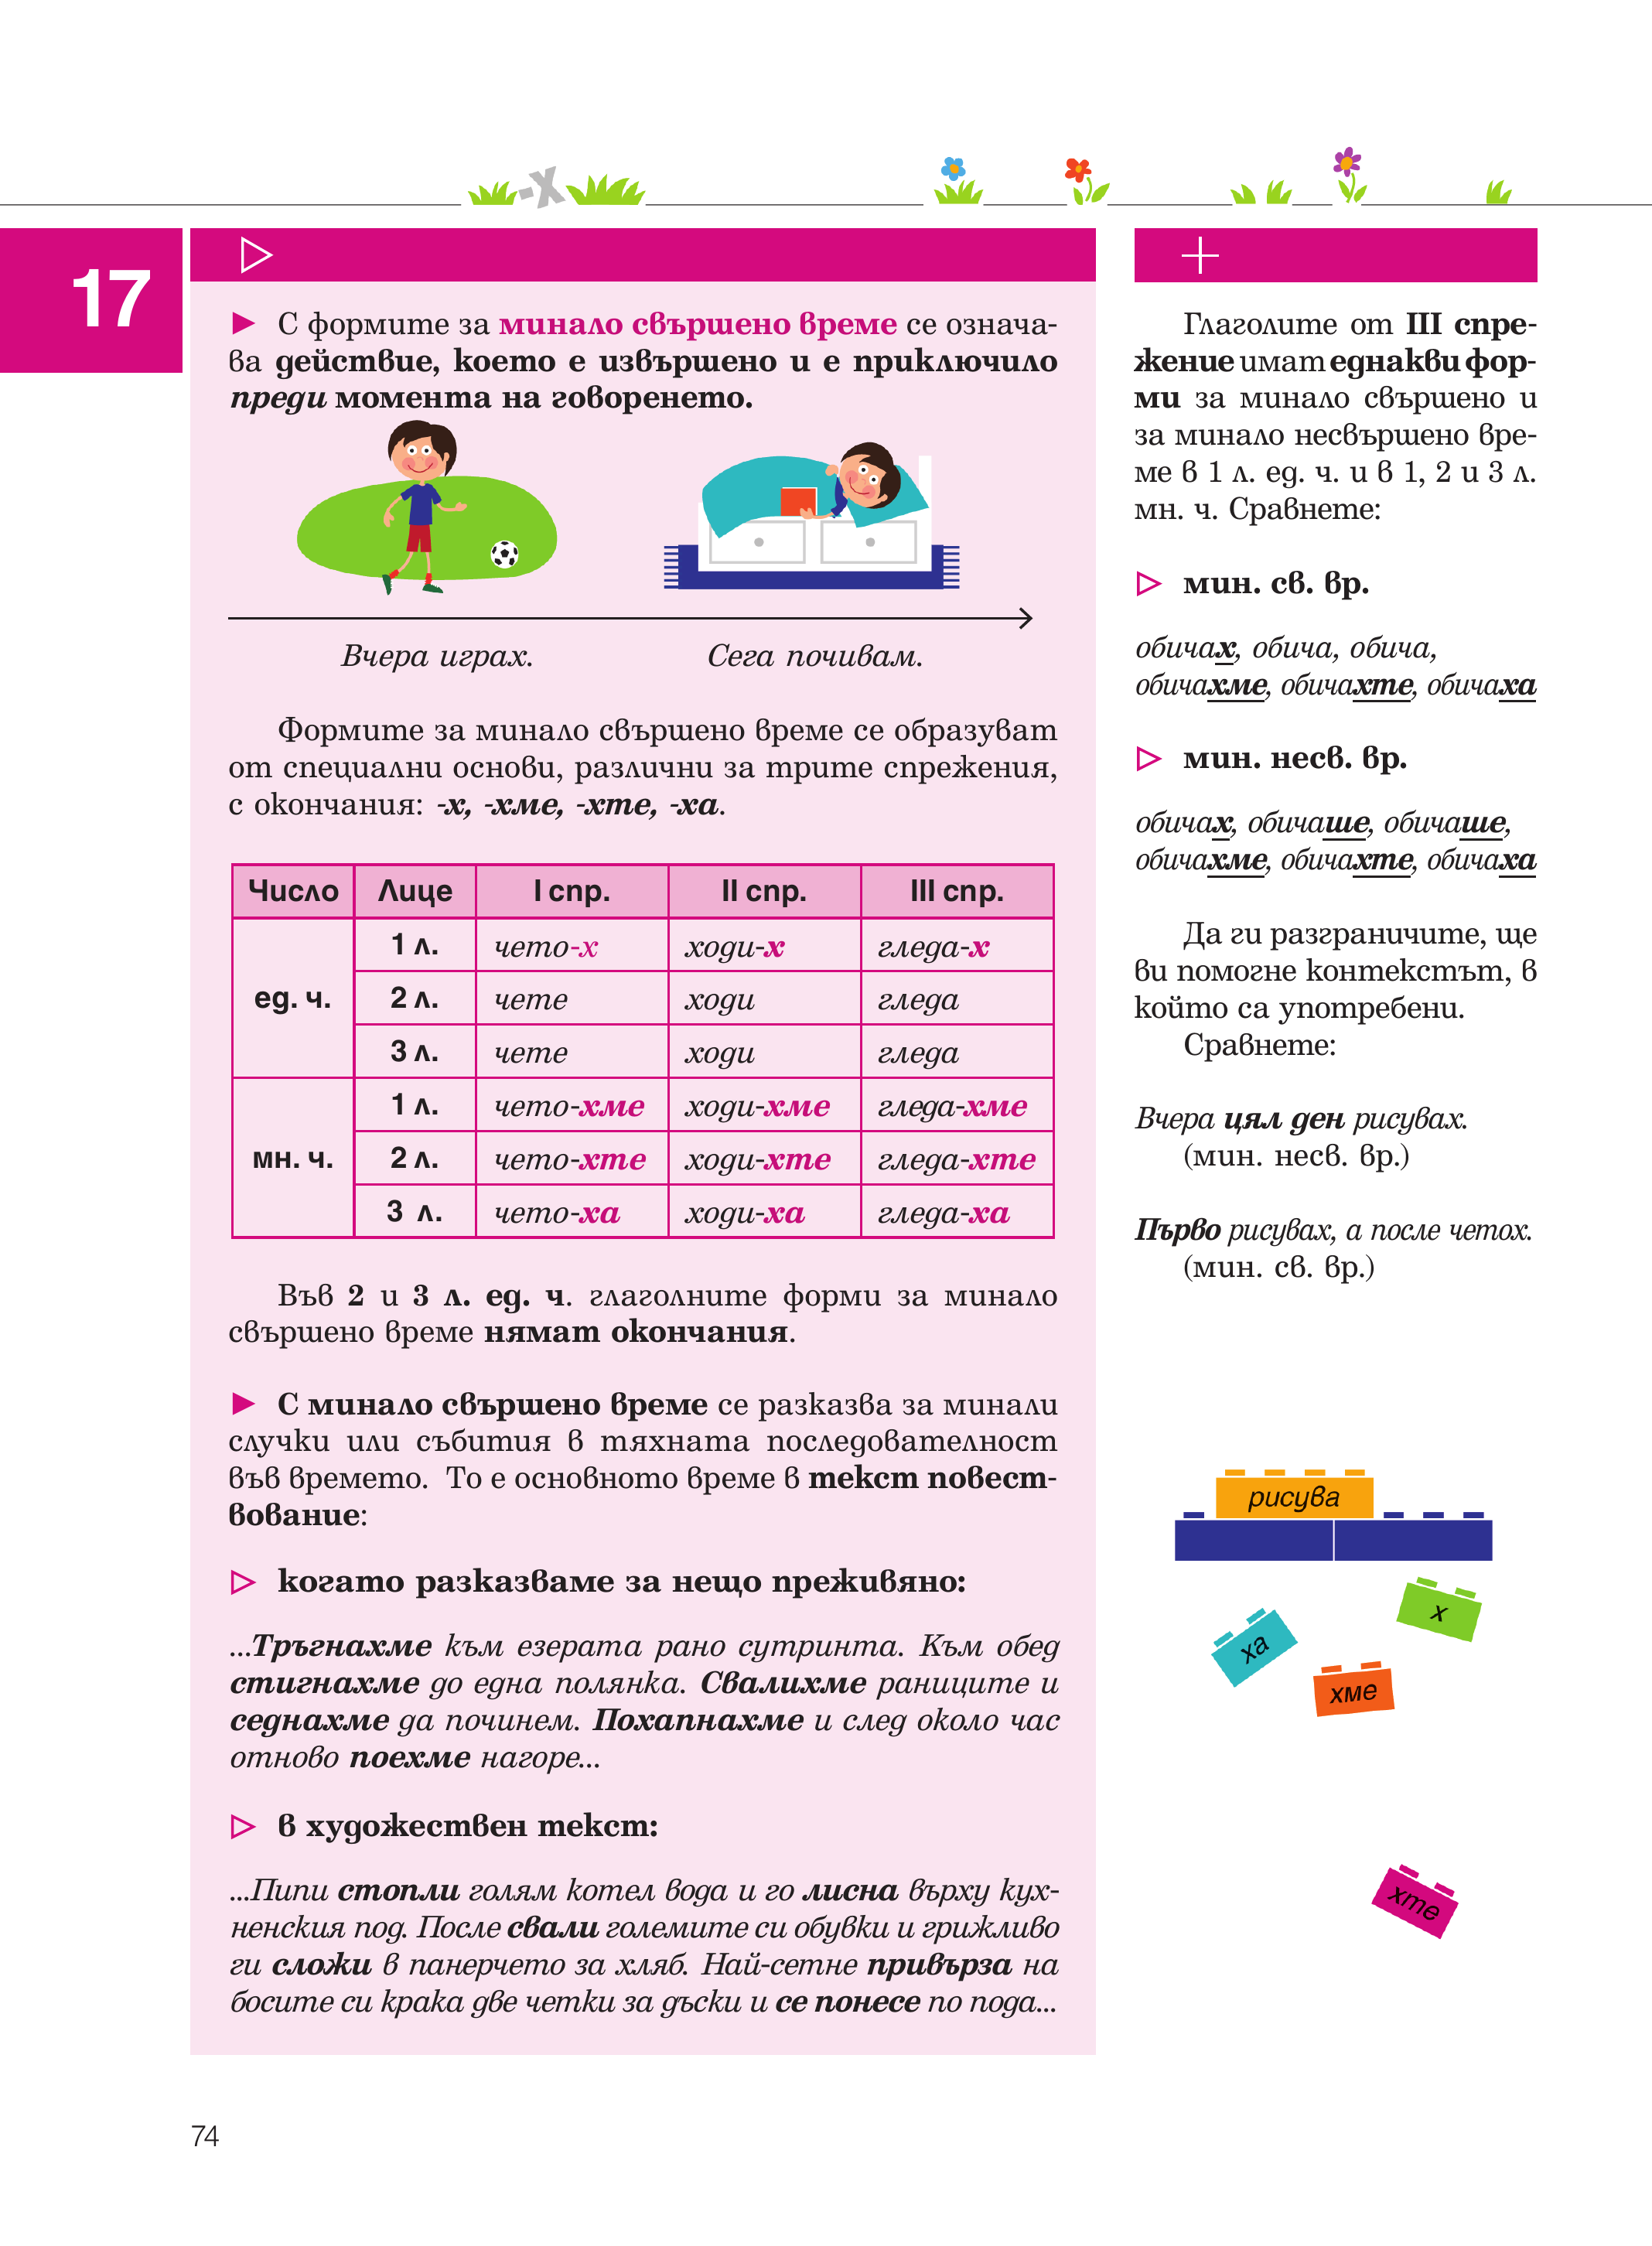 -х
17
► С формите за минало свършено време се означа-
ва действие, което е извършено и е приключило
преди момента на говоренето.
Вчера играх. Сега почивам.
Формите за минало свършено време се образуват
от специални основи, различни за трите спрежения,
с окончания: -х, -хме, -хте, -ха.
Число Лице I спр. II спр. III спр.
ед. ч. 1 л. чето-х ходи-х гледа-х
2 л. чете ходи гледа
3 л. чете ходи гледа
мн. ч. 1 л. чето-хме ходи-хме гледа-хме
2 л. чето-хте ходи-хте гледа-хте
3 л. чето-ха ходи-ха гледа-ха
Във 2 и 3 л. ед. ч. глаголните форми за минало
свършено време нямат окончания.
► С минало свършено време се разказва за минали
случки или събития в тяхната последователност
във времето. То е основното време в текст повест-
вование:
▷ когато разказваме за нещо преживяно:
...Тръгнахме към езерата рано сутринта. Към обед
стигнахме до една полянка. Свалихме раниците и
седнахме да починем. Похапнахме и след около час
отново поехме нагоре...
▷ в художествен текст:
...Пипи стопли голям котел вода и го лисна върху кух-
ненския под. После свали големите си обувки и грижливо
ги сложи в панерчето за хляб. Най-сетне привърза на
босите си крака две четки за дъски и се понесе по пода...
Глаголите от III спре-
жение имат еднакви фор-
ми за минало свършено и
за минало несвършено вре-
ме в 1 л. ед. ч. и в 1, 2 и 3 л.
мн. ч. Сравнете:
▷ мин. св. вр.
обичах, обича, обича,
обичахме, обичахте, обичаха
▷ мин. несв. вр.
обичах, обичаше, обичаше,
обичахме, обичахте, обичаха
Да ги разграничите, ще
ви помогне контекстът, в
който са употребени.
Сравнете:
Вчера цял ден рисувах.
(мин. несв. вр.)
Първо рисувах, а после четох.
(мин. св. вр.)
рисува
х
ха
хме
хте
74